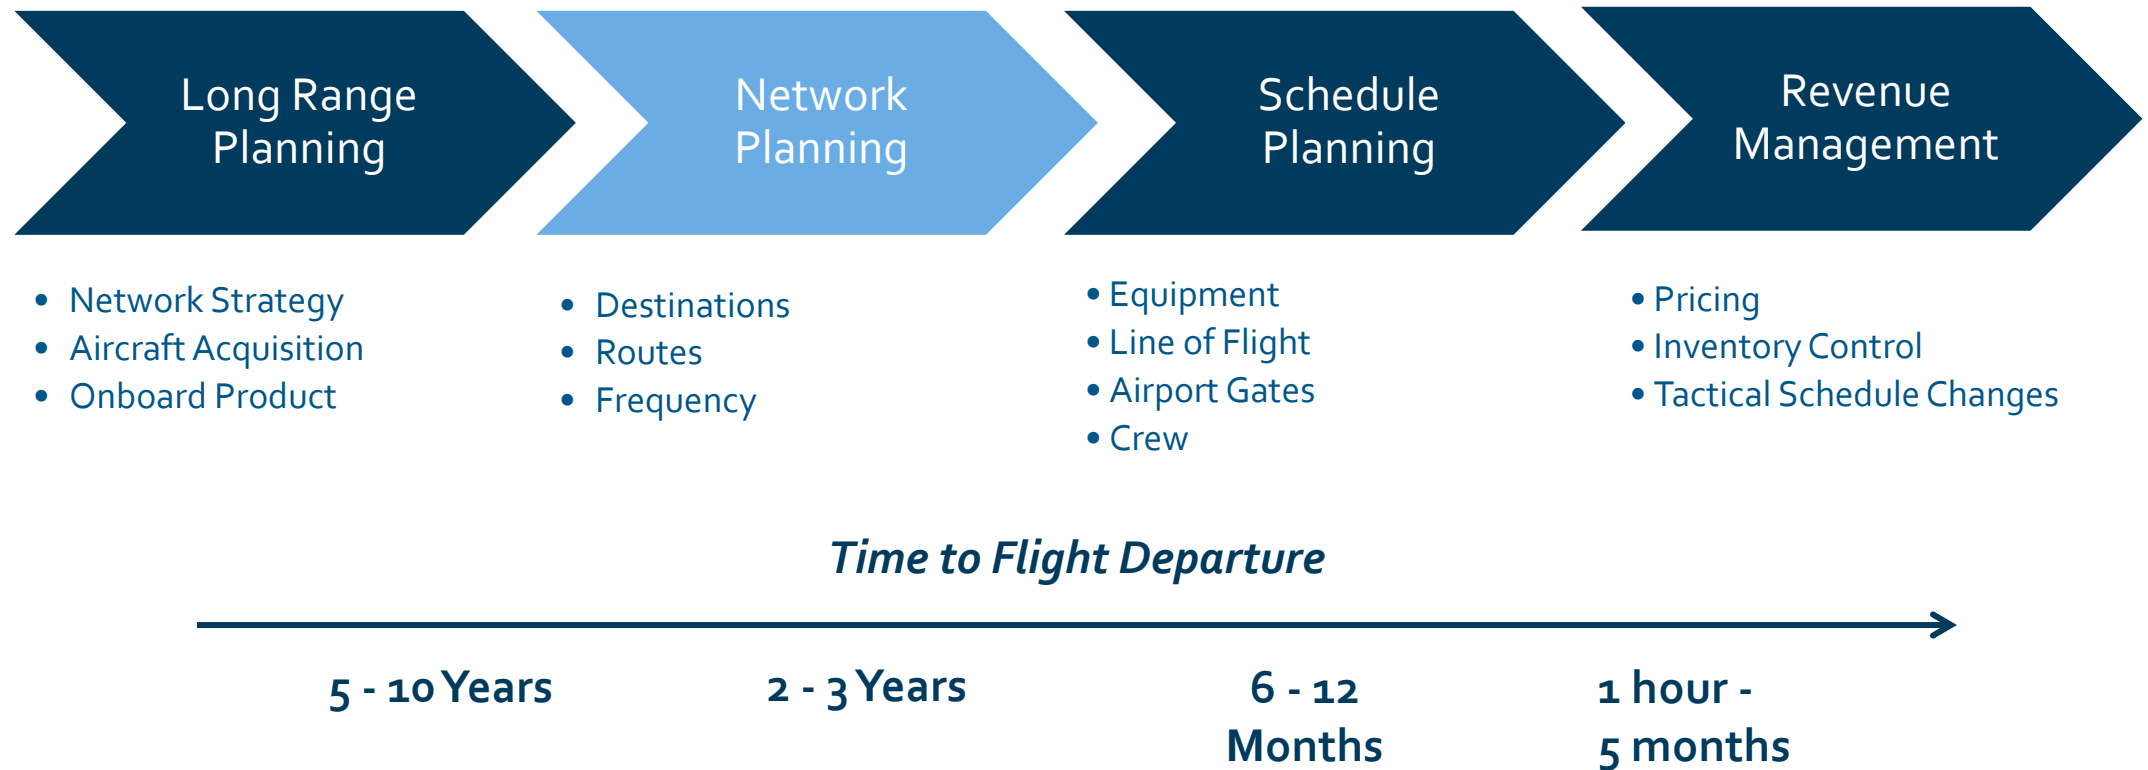 Long Range
Planning
Network
Planning
Schedule
Planning
Revenue
Management
• Network Strategy
• Aircraft Acquisition
• Onboard Product
• Destinations
• Routes
• Frequency
• Equipment
• Line of Flight
• Airport Gates
• Crew
• Pricing
• Inventory Control
• Tactical Schedule Changes
Time to Flight Departure
5 - 10 Years
2 - 3 Years
6 - 12
Months
1 hour -
5 months